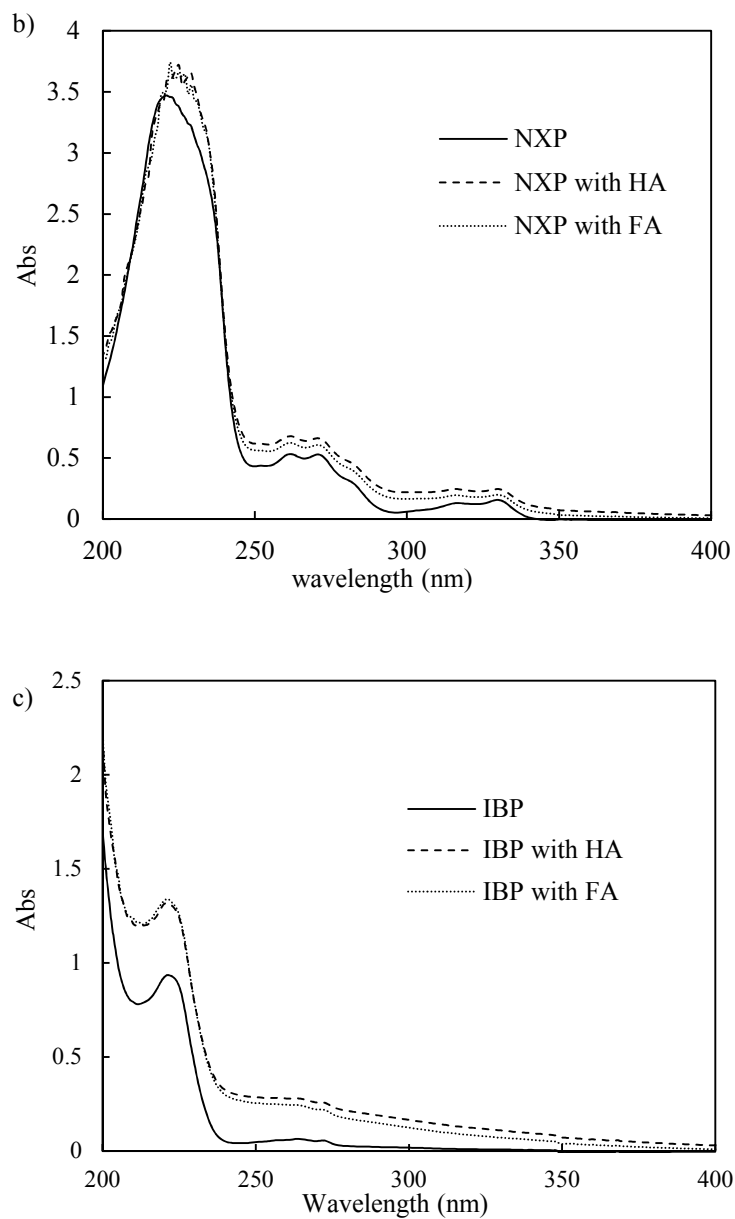 b)
4
3.5
3
2.5
2
1.5
1
0.5
0
Abs
NXP
NXP with HA
NXP with FA
200 250 300 350 400
wavelength (nm)
c)
2.5
2
1.5
1
0.5
0
Abs
IBP
IBP with HA
IBP with FA
200 250 300 350 400
Wavelength (nm)